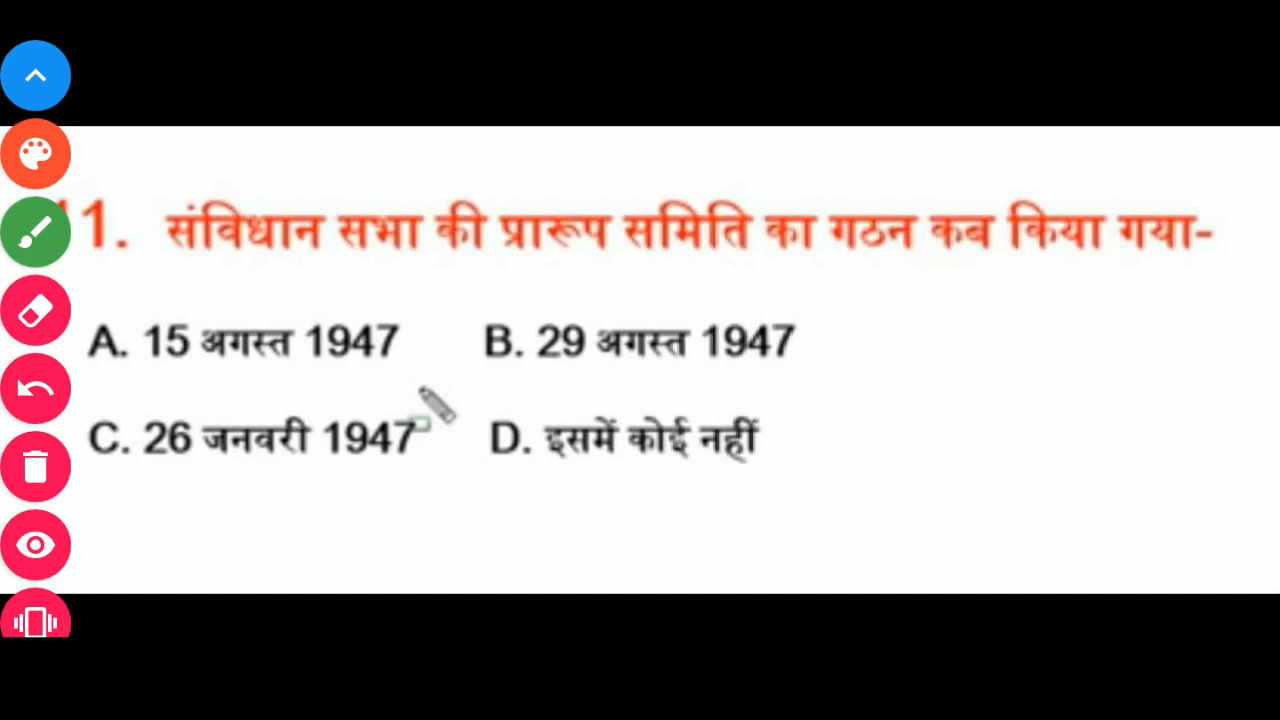 11. संविधान सभा की प्रारूप समिति का गठन कब किया गया-
A. 15 अगस्त 1947 B. 29 अगस्त 1947
C. 26 जनवरी 1947 D. इसमें कोई नहीं